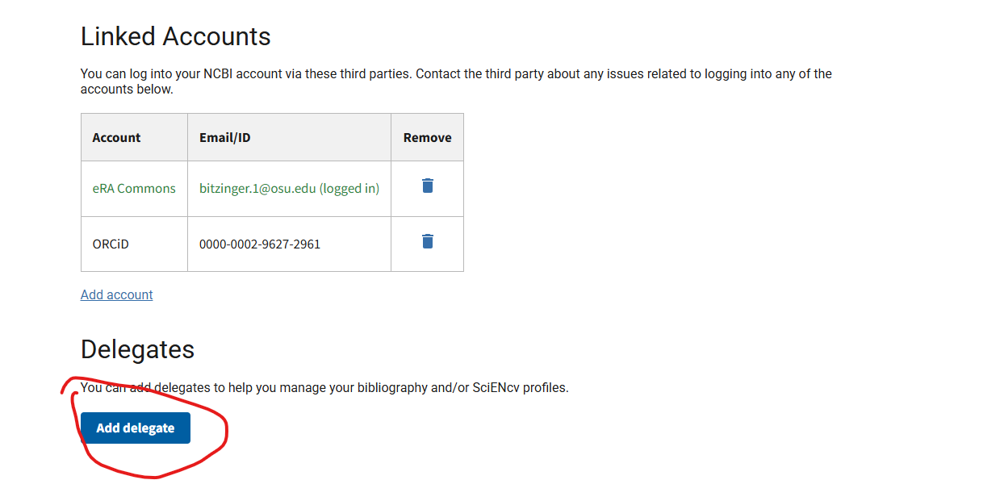 Linked Accounts
You can log into your NCBI account via these third parties. Contact the third party about any issues related to logging into any of the
accounts below.
Account Email/ID Remove
eRA Commons bitzinger.1@osu.edu (logged in)
ORCiD 0000-0002-9627-2961
Add account
Delegates
You can add delegates to help you manage your bibliography and/or SciENcv profiles.
Add delegate